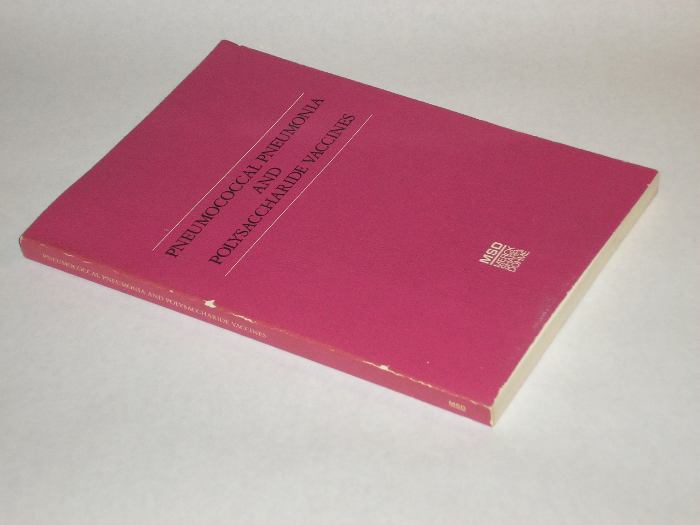 PNEUMOCOCCAL PNEUMONIA
AND
POLYSACCHARIDE VACCINES
MSD
MERCK
SHARP &
DOHME
PNEUMOCOCCAL PNEUMONIA AND POLYSACCHARIDE VACCINES
MSD